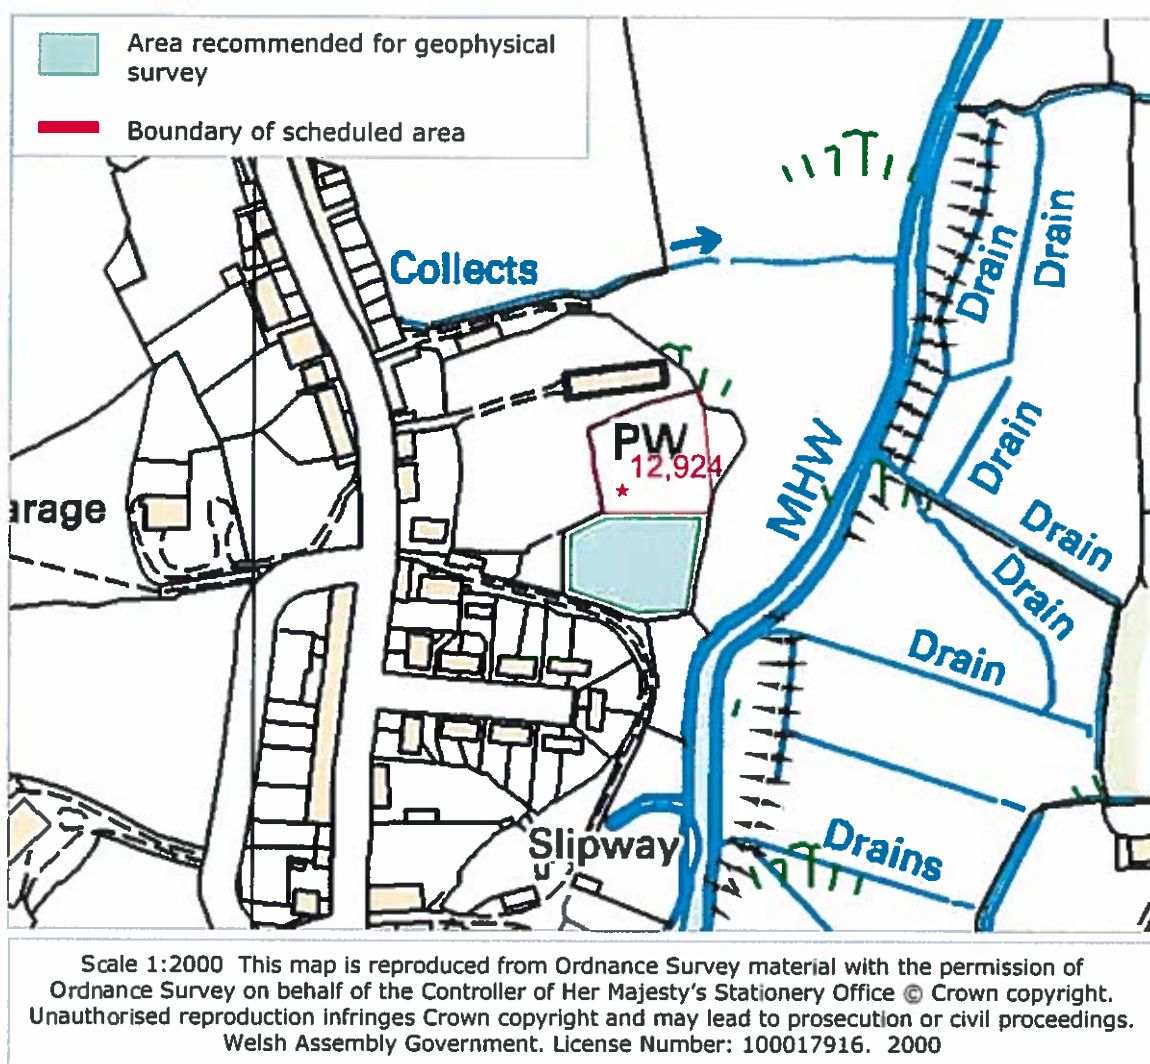 Area recommended for geophysical
survey
Boundary of scheduled area
Collects
Drain
Drain
PW
12,924
MHW
Drain
arage
Drain
Drain
Drain
Slipway
Drains
Scale 1:2000 This map is reproduced from Ordnance Survey material with the permission of
Ordnance Survey on behalf of the Controller of Her Majesty's Stationery Office © Crown copyright.
Unauthorised reproduction infringes Crown copyright and may lead to prosecution or civil proceedings.
Welsh Assembly Government. License Number: 100017916. 2000